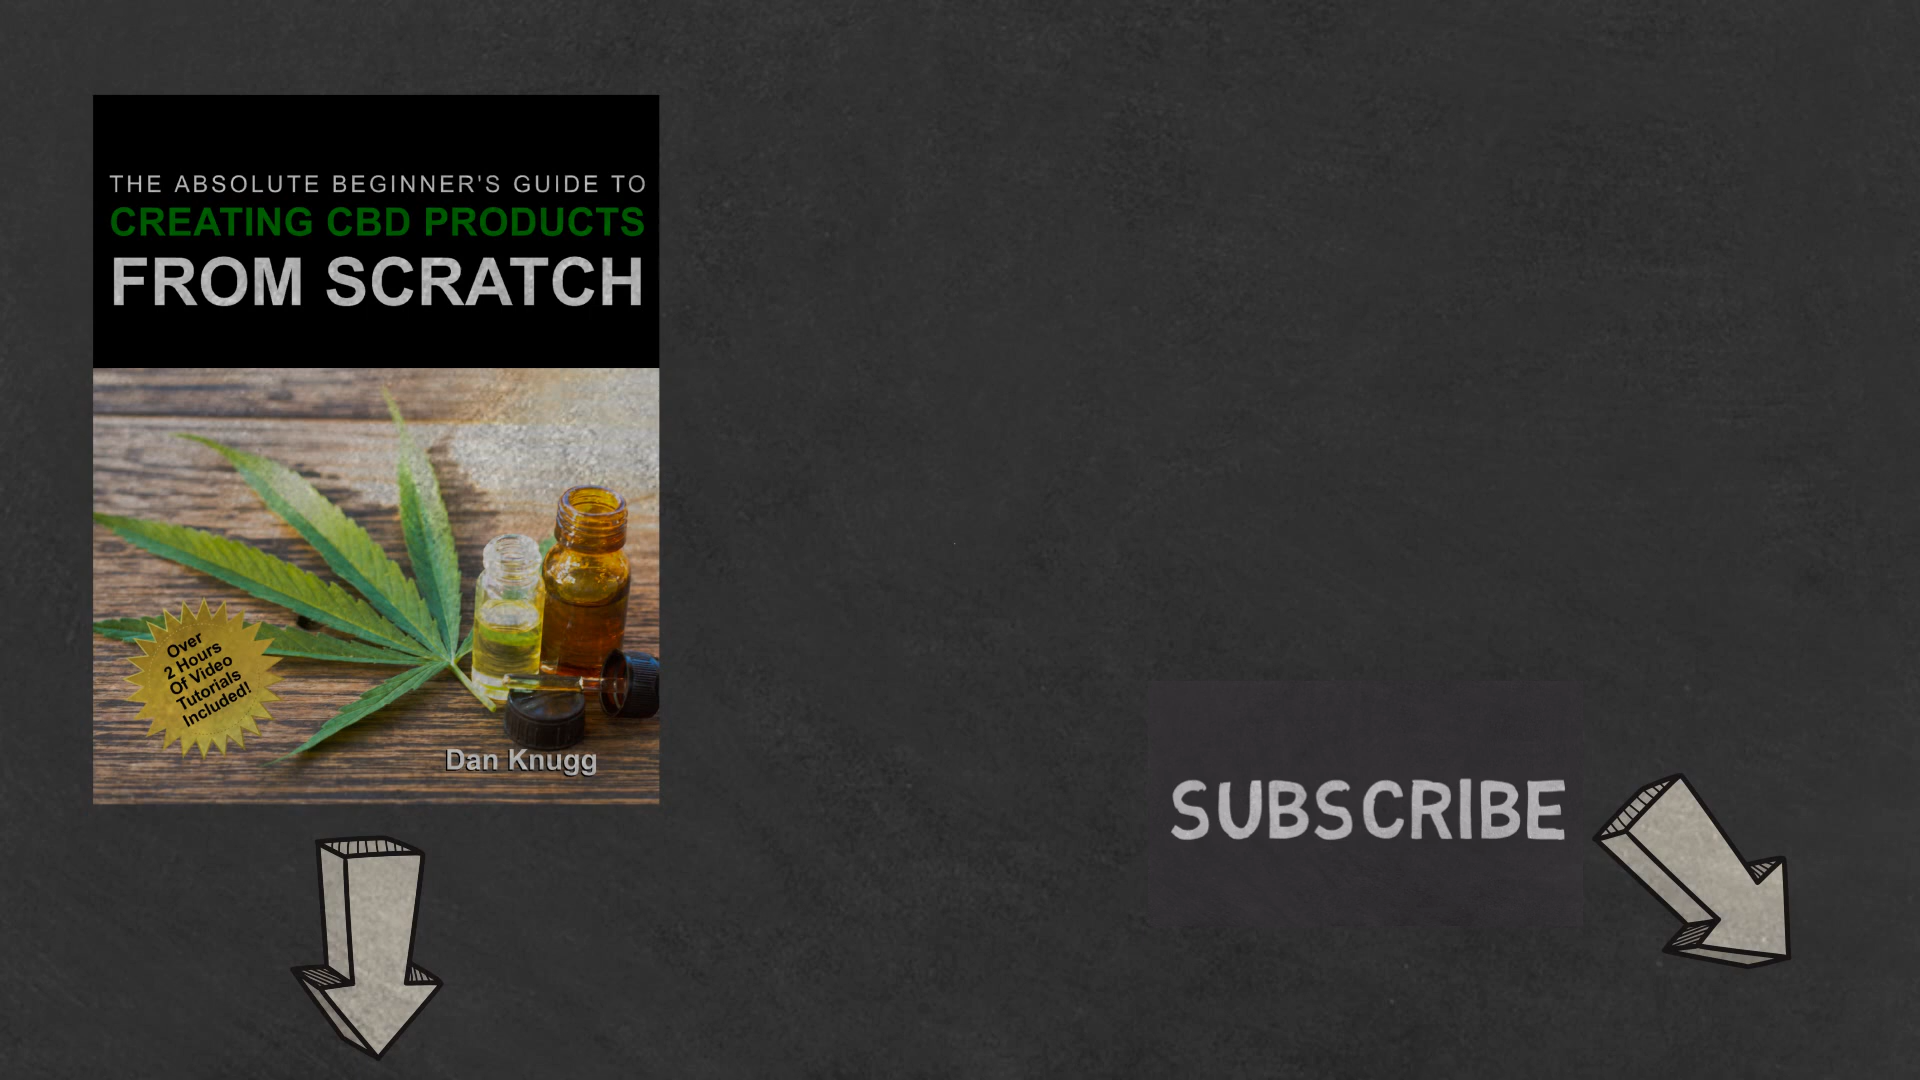 THE ABSOLUTE BEGINNER'S GUIDE TO
CREATING CBD PRODUCTS
FROM SCRATCH
Over
2 Hours
Of Video
Tutorials
Included!
Dan Knugg
SUBSCRIBE